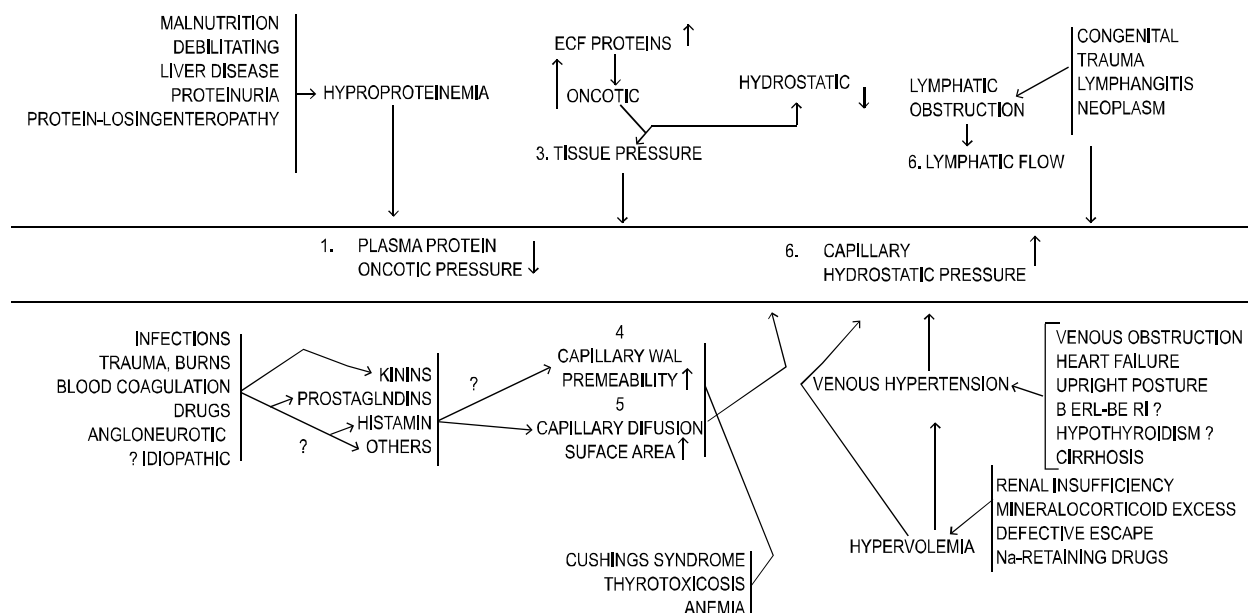 MALNUTRITION
DEBILITATING
LIVER DISEASE
PROTEINURIA
PROTEIN-LOSINGENTEROPATHY
HYPROPROTEINEMIA
ECF PROTEINS
ONCOTIC
HYDROSTATIC
3. TISSUE PRESSURE
LYMPHATIC
OBSTRUCTION
6. LYMPHATIC FLOW
CONGENITAL
TRAUMA
LYMPHANGITIS
NEOPLASM
1. PLASMA PROTEIN
ONCOTIC PRESSURE
6. CAPILLARY
HYDROSTATIC PRESSURE
INFECTIONS
TRAUMA, BURNS
BLOOD COAGULATION
DRUGS
ANGLONEUROTIC
? IDIOPATHIC
?
KININS
PROSTAGLNDINS
HISTAMIN
OTHERS
?
4
CAPILLARY WAL
PREMEABILITY
5
CAPILLARY DIFUSION
SUFACE AREA
CUSHINGS SYNDROME
THYROTOXICOSIS
ANEMIA
VENOUS HYPERTENSION
HYPERVOLEMIA
VENOUS OBSTRUCTION
HEART FAILURE
UPRIGHT POSTURE
B ERL-BE RI ?
HYPOTHYROIDISM ?
CIRRHOSIS
RENAL INSUFFICIENCY
MINERALOCORTICOID EXCESS
DEFECTIVE ESCAPE
Na-RETAINING DRUGS